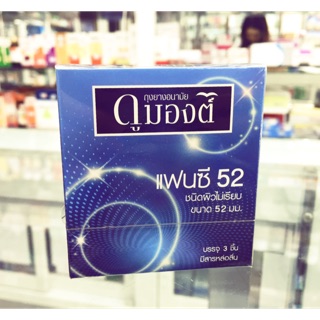 ถุงยางอนามัย
ดูมองต์
แฟนซี 52
ชนิดผิวไม่เรียบ
ขนาด 52 มม.
บรรจุ 3 ชิ้น
มีสารหล่อลื่น